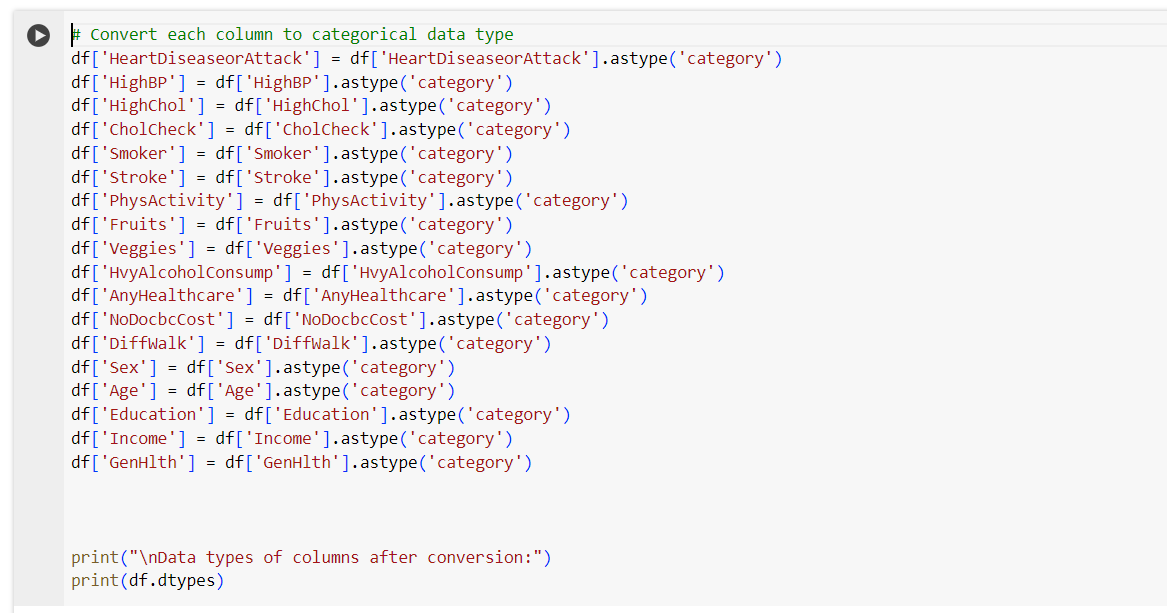 # Convert each column to categorical data type
df['HeartDiseaseorAttack'] = df['HeartDiseaseorAttack'].astype('category')
df['HighBP'] = df['HighBP'].astype('category')
df['HighChol'] = df['HighChol'].astype('category')
df['CholCheck'] = df['CholCheck'].astype('category')
df['Smoker'] = df['Smoker'].astype('category')
df['Stroke'] = df['Stroke'].astype('category')
df['PhysActivity'] = df['PhysActivity'].astype('category')
df['Fruits'] = df['Fruits'].astype('category')
df['Veggies'] = df['Veggies'].astype('category')
df['HvyAlcoholConsump'] = df['HvyAlcoholConsump'].astype('category')
df['AnyHealthcare'] = df['AnyHealthcare'].astype('category')
df['NoDocbcCost'] = df['NoDocbcCost'].astype('category')
df['DiffWalk'] = df['DiffWalk'].astype('category')
df['Sex'] = df['Sex'].astype('category')
df['Age'] = df['Age'].astype('category')
df['Education'] = df['Education'].astype('category')
df['Income'] = df['Income'].astype('category')
df['GenHlth'] = df['GenHlth'].astype('category')
print("\nData types of columns after conversion:")
print(df.dtypes)